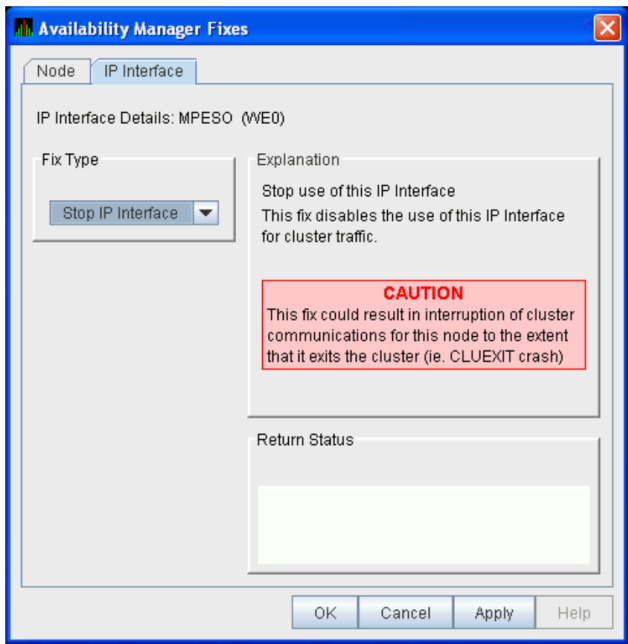 Availability Manager Fixes
Node
IP Interface
IP Interface Details: MPESO (WE0)
Fix Type
Stop IP Interface
Explanation
Stop use of this IP Interface
This fix disables the use of this IP Interface
for cluster traffic.
CAUTION
This fix could result in interruption of cluster
communications for this node to the extent
that it exits the cluster (ie. CLUEXIT crash)
Return Status
OK
Cancel
Apply
Help